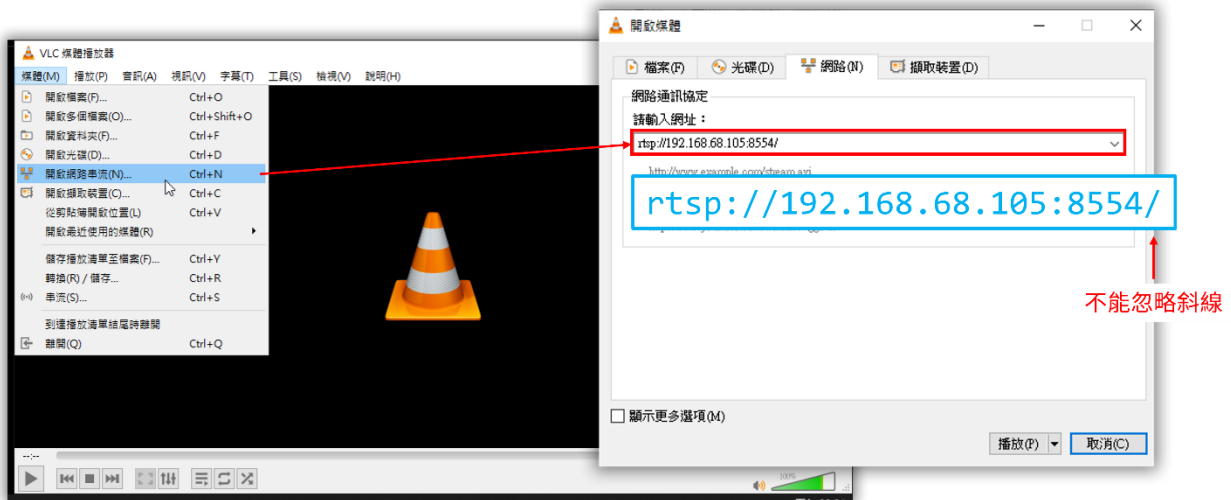 VLC 媒體播放器
媒體(M) 播放(P) 音訊(A) 視訊(V) 字幕(T) 工具(S) 檢視(V) 說明(H)
開啟檔案(F)... Ctrl+O
開啟多個檔案(O)... Ctrl+Shift+O
開啟資料夾(F)... Ctrl+F
開啟光碟(D)... Ctrl+D
開啟網路串流(N)... Ctrl+N
開啟擷取裝置(C)... Ctrl+C
從剪貼簿開啟位置(L) Ctrl+V
開啟最近使用的媒體(R)
儲存播放清單至檔案(F)... Ctrl+Y
轉換(R) / 儲存... Ctrl+R
串流(S)... Ctrl+S
到達播放清單結尾時離開
離開(Q) Ctrl+Q
--:--
100%
開啟媒體
檔案(F) 光碟(D) 網路(N) 擷取裝置(D)
網路通訊協定
請輸入網址：
rtsp://192.168.68.105:8554/
http://www.example.com/stream.avi
rtsp://192.168.68.105:8554/
不能忽略斜線
顯示更多選項(M)
播放(P) 取消(C)